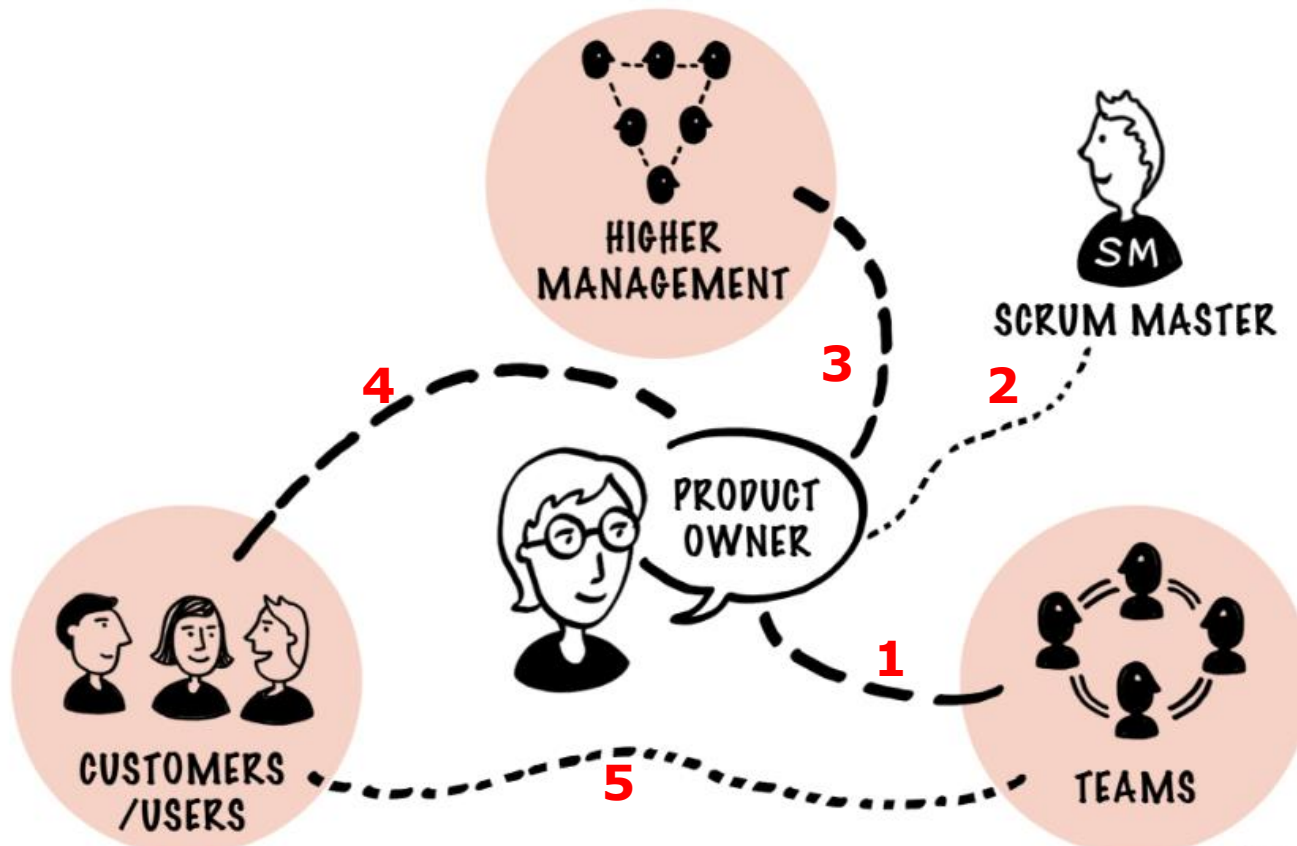 HIGHER
MANAGEMENT
SM
SCRUM MASTER
3
2
4
PRODUCT
OWNER
1
CUSTOMERS
/USERS
5
TEAMS